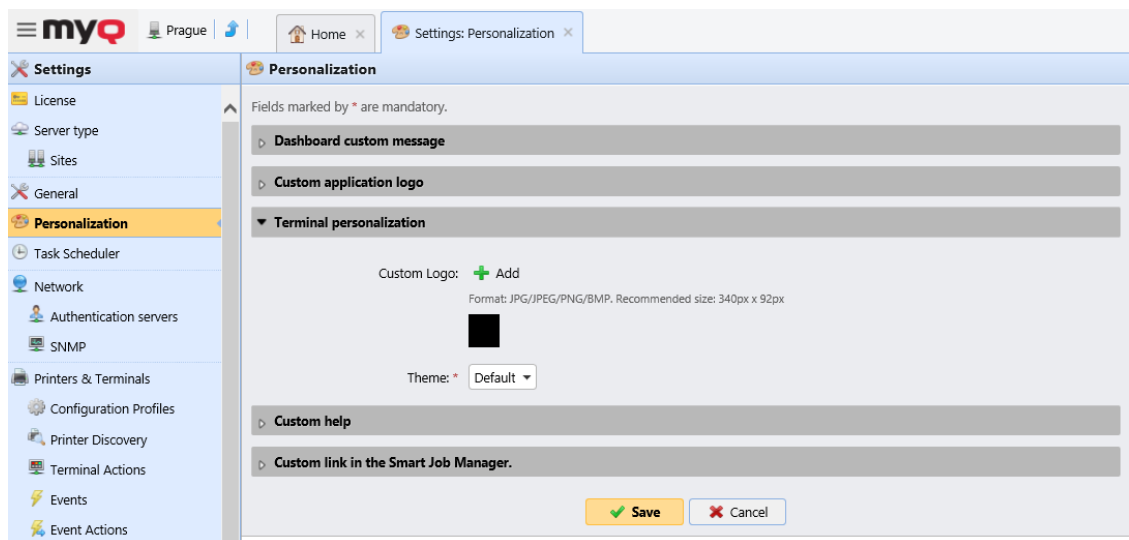 myQ
Prague
Home
Settings: Personalization
Settings
License
Server type
Sites
General
Personalization
Task Scheduler
Network
Authentication servers
SNMP
Printers & Terminals
Configuration Profiles
Printer Discovery
Terminal Actions
Events
Event Actions
Personalization
Fields marked by * are mandatory.
Dashboard custom message
Custom application logo
Terminal personalization
Custom Logo: Add
Format: JPG/JPEG/PNG/BMP. Recommended size: 340px x 92px
Theme: * Default
Custom help
Custom link in the Smart Job Manager.
Save Cancel